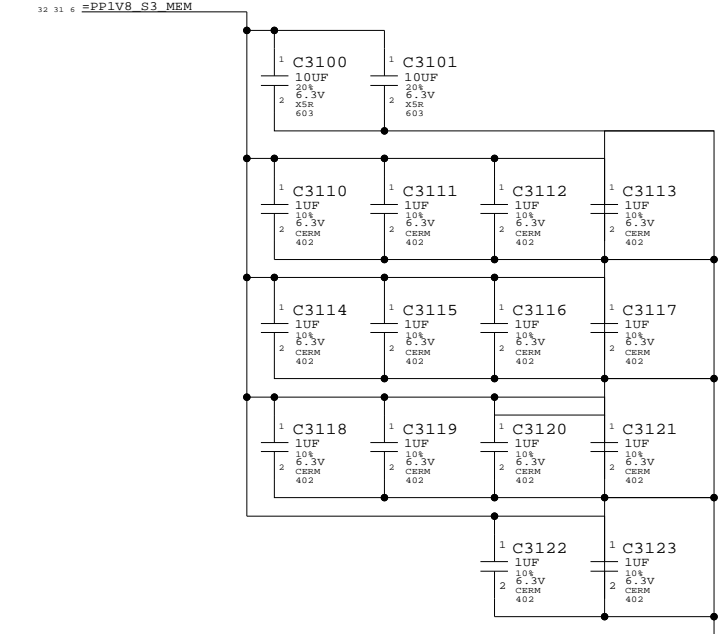 32 31 6 =PP1V8_S3_MEM
1 C3100
10UF
20%
6.3V
2 X5R
603
1 C3101
10UF
20%
6.3V
2 X5R
603
1 C3110
1UF
10%
6.3V
2 CERM
402
1 C3111
1UF
10%
6.3V
2 CERM
402
1 C3112
1UF
10%
6.3V
2 CERM
402
1 C3113
1UF
10%
6.3V
2 CERM
402
1 C3114
1UF
10%
6.3V
2 CERM
402
1 C3115
1UF
10%
6.3V
2 CERM
402
1 C3116
1UF
10%
6.3V
2 CERM
402
1 C3117
1UF
10%
6.3V
2 CERM
402
1 C3118
1UF
10%
6.3V
2 CERM
402
1 C3119
1UF
10%
6.3V
2 CERM
402
1 C3120
1UF
10%
6.3V
2 CERM
402
1 C3121
1UF
10%
6.3V
2 CERM
402
1 C3122
1UF
10%
6.3V
2 CERM
402
1 C3123
1UF
10%
6.3V
2 CERM
402